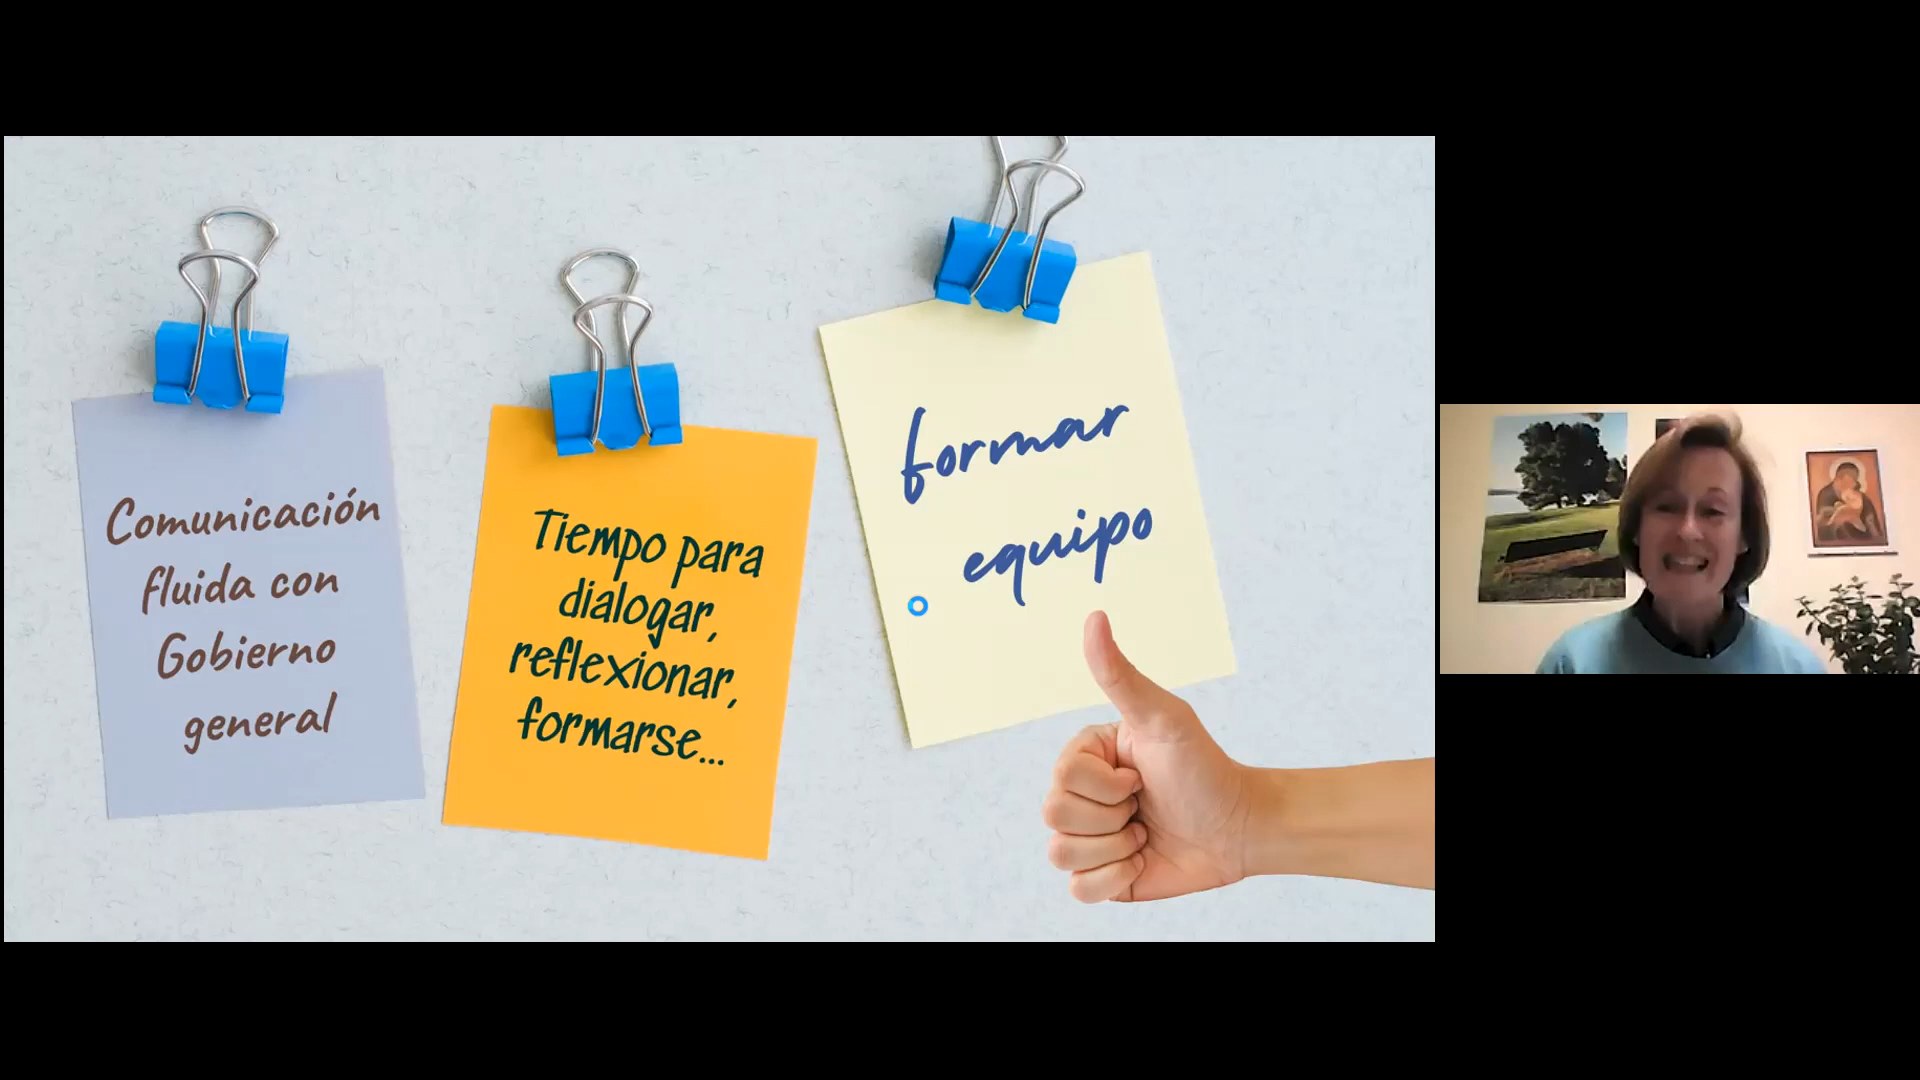 Comunicación
fluida con
Gobierno
general
Tiempo para
dialogar,
reflexionar,
formarse...
formar
equipo